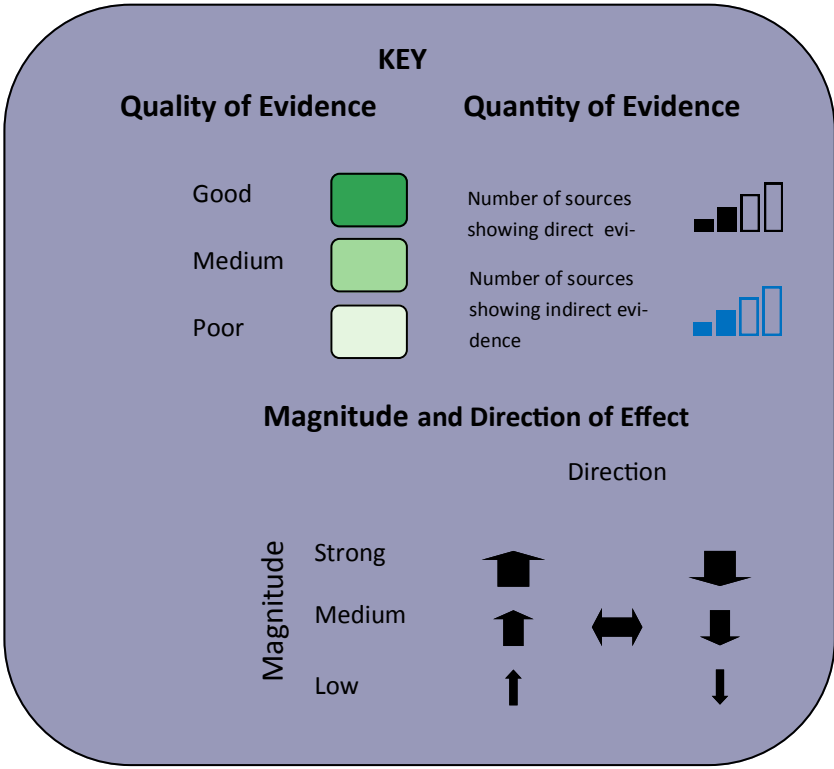 KEY
Quality of Evidence
Quantity of Evidence
Good
Medium
Poor
Number of sources
showing direct evi-
Number of sources
showing indirect evi-
dence
Magnitude and Direction of Effect
Direction
Magnitude
Strong
Medium
Low